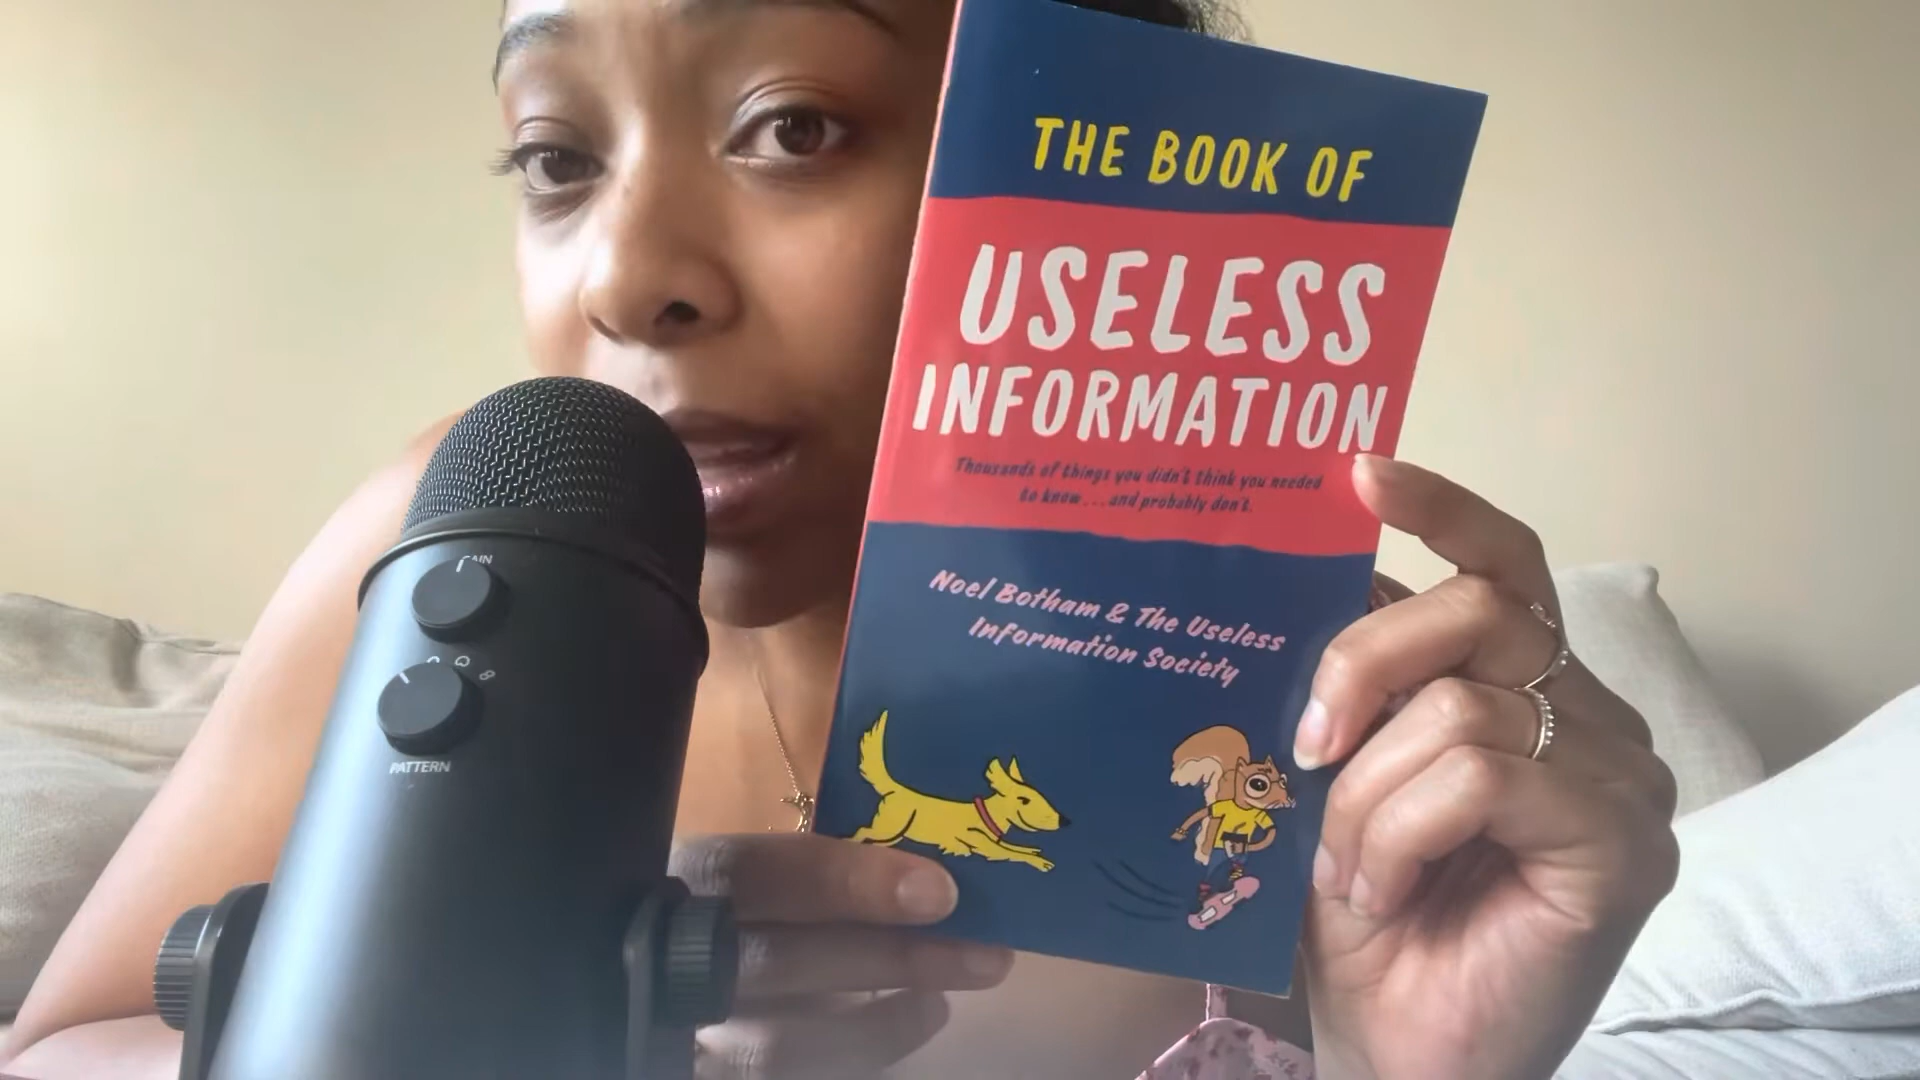 THE BOOK OF
USELESS
INFORMATION
Thousands of things you didn't think you needed
to know...and probably don't.
Noel Botham & The Useless
Information Society
PATTERN